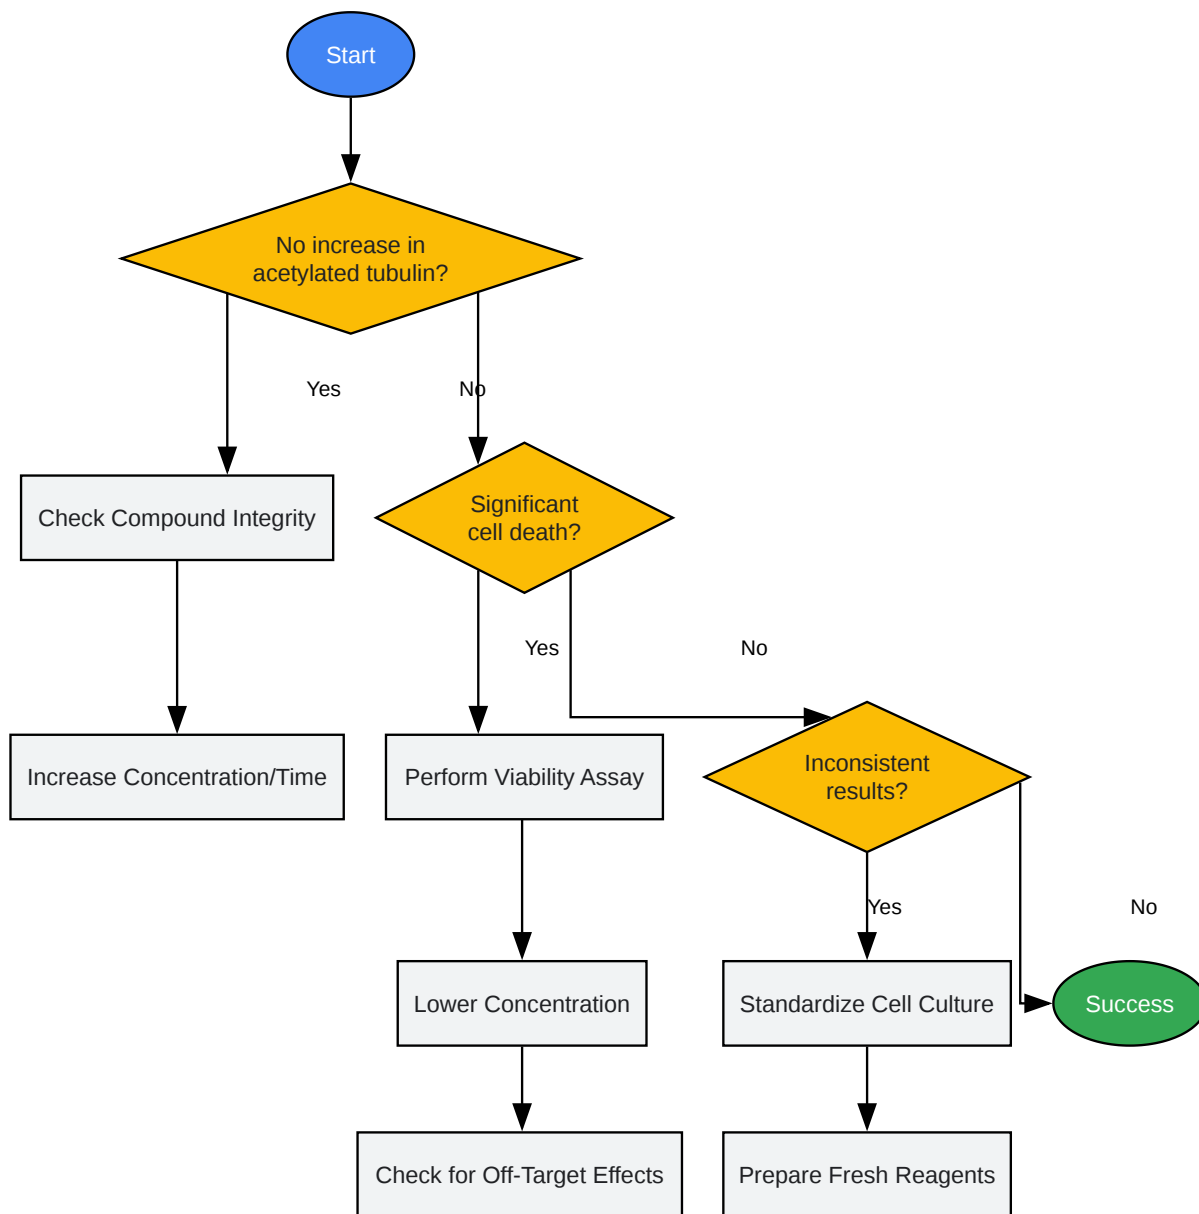 Start
No increase in
acetylated tubulin?
Yes
No
Check Compound Integrity
Significant
cell death?
Yes
No
Increase Concentration/Time
Perform Viability Assay
Inconsistent
results?
Yes
No
Lower Concentration
Standardize Cell Culture
Success
Check for Off-Target Effects
Prepare Fresh Reagents